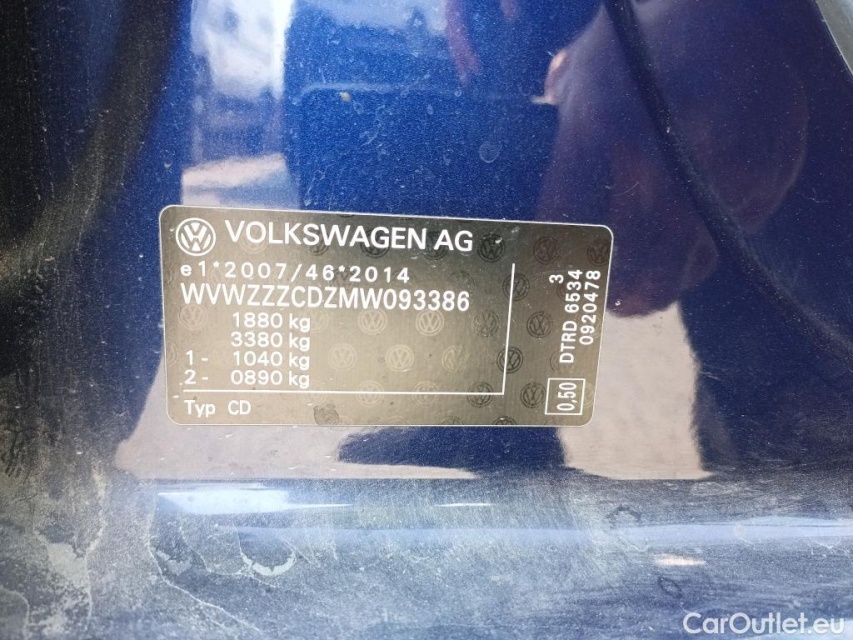 VOLKSWAGEN AG
e1*2007/46*2014
WVWZZZCDZMW093386
1880 kg
3380 kg
1- 1040 kg
2- 0890 kg
Typ CD
3
DTRD 6534
0920478
0,50
CarOutlet.eu